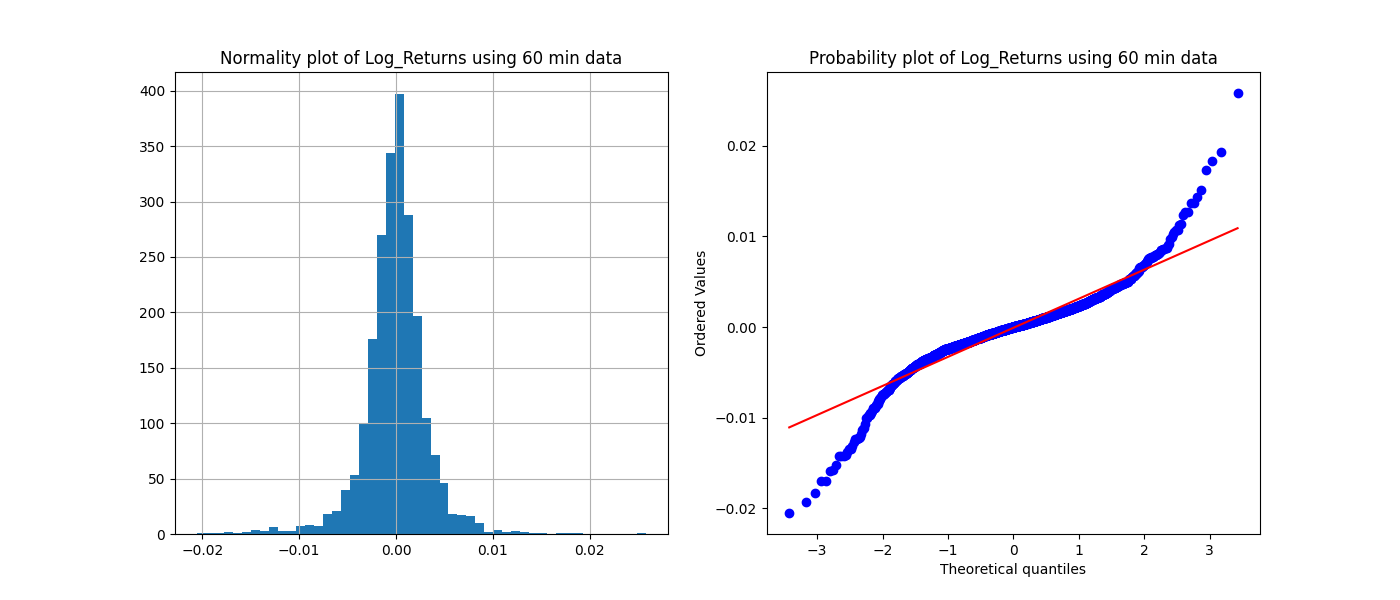 Normality plot of Log_Returns using 60 min data
400
350
300
250
200
150
100
50
0
−0.02 −0.01 0.00 0.01 0.02
Probability plot of Log_Returns using 60 min data
Ordered Values
0.02
0.01
0.00
−0.01
−0.02
−3 −2 −1 0 1 2 3
Theoretical quantiles